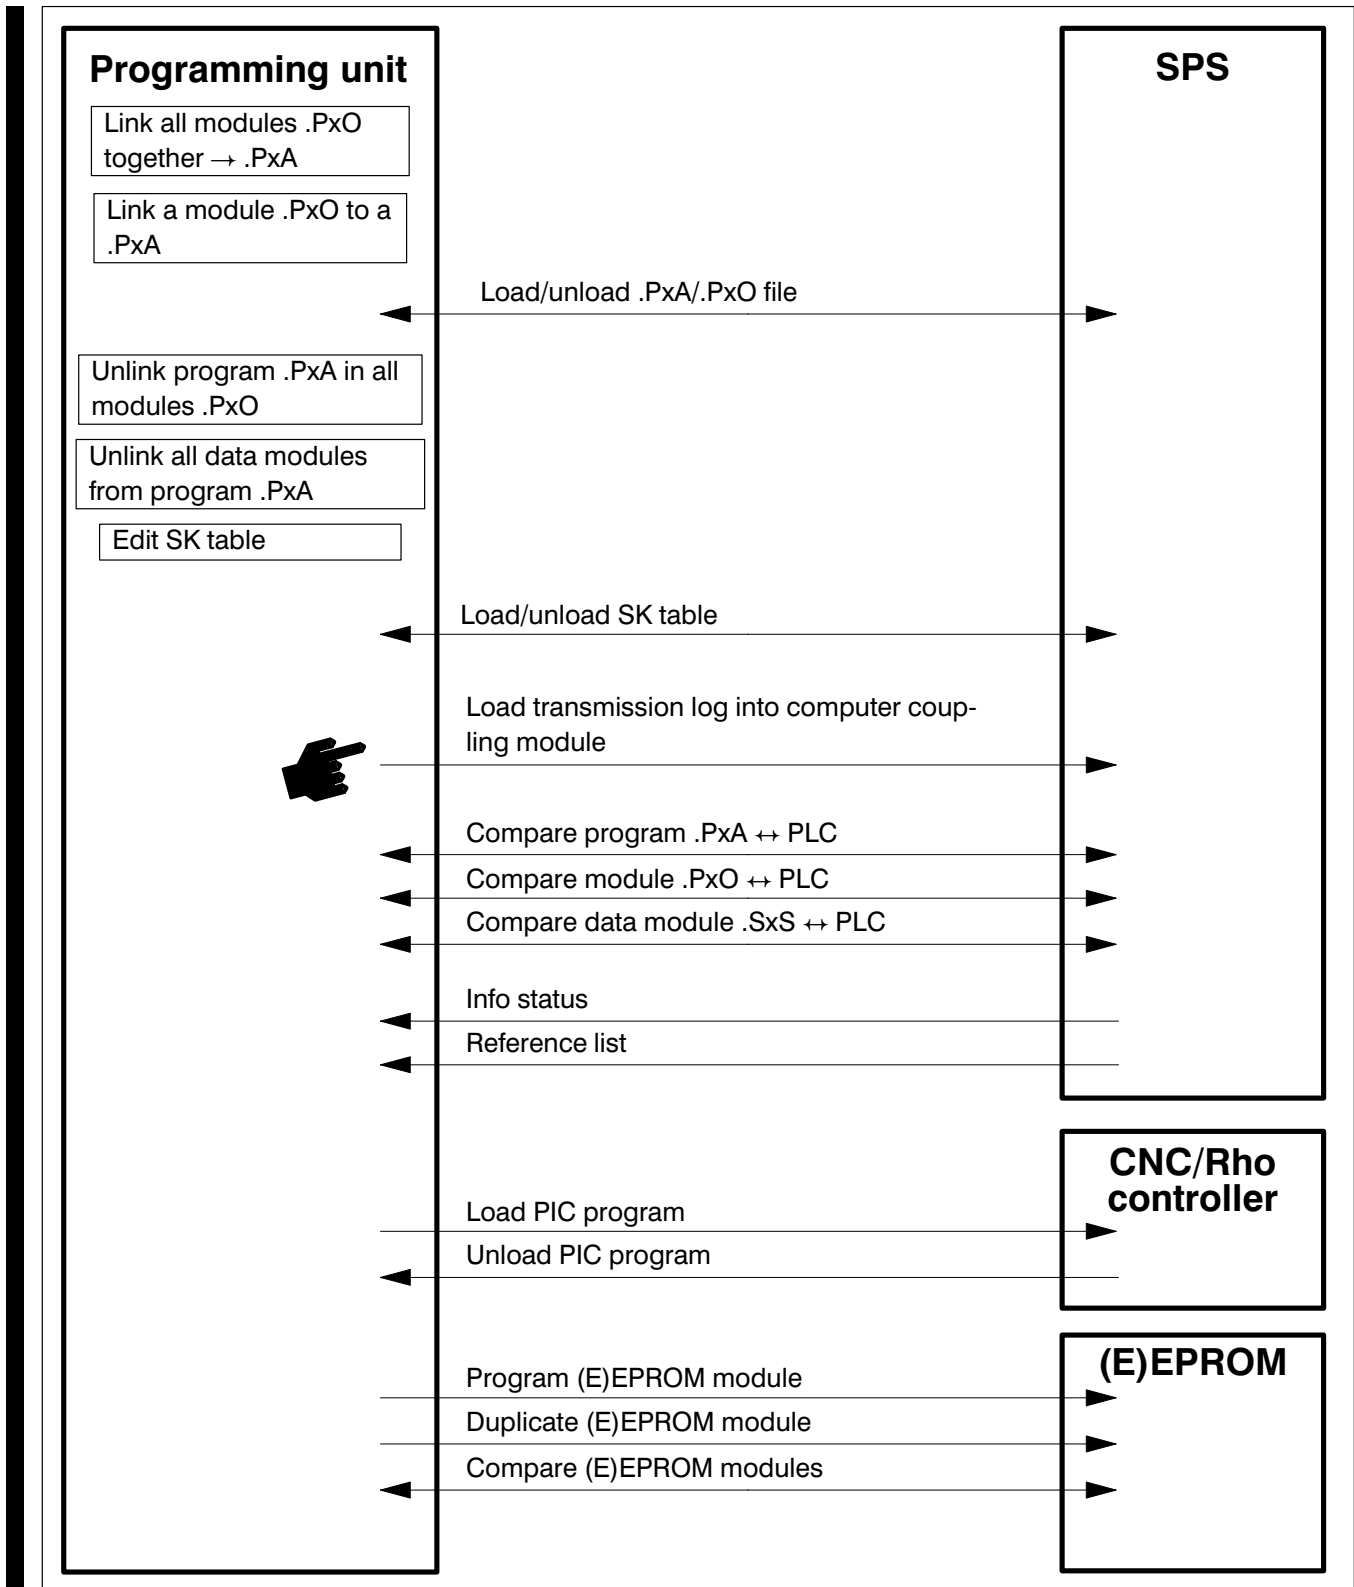 Programming unit
SPS
Link all modules .PxO
together → .PxA
Link a module .PxO to a
.PxA
Load/unload .PxA/.PxO file
Unlink program .PxA in all
modules .PxO
Unlink all data modules
from program .PxA
Edit SK table
Load/unload SK table
Load transmission log into computer coup-
ling module
Compare program .PxA ↔ PLC
Compare module .PxO ↔ PLC
Compare data module .SxS ↔ PLC
Info status
Reference list
CNC/Rho
controller
Load PIC program
Unload PIC program
(E)EPROM
Program (E)EPROM module
Duplicate (E)EPROM module
Compare (E)EPROM modules